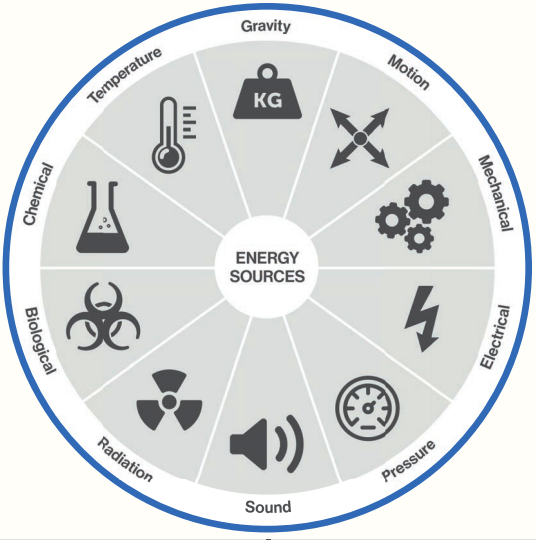 Gravity
Motion
Mechanical
Electrical
Pressure
Sound
Radiation
Biological
Chemical
Temperature
KG
ENERGY
SOURCES